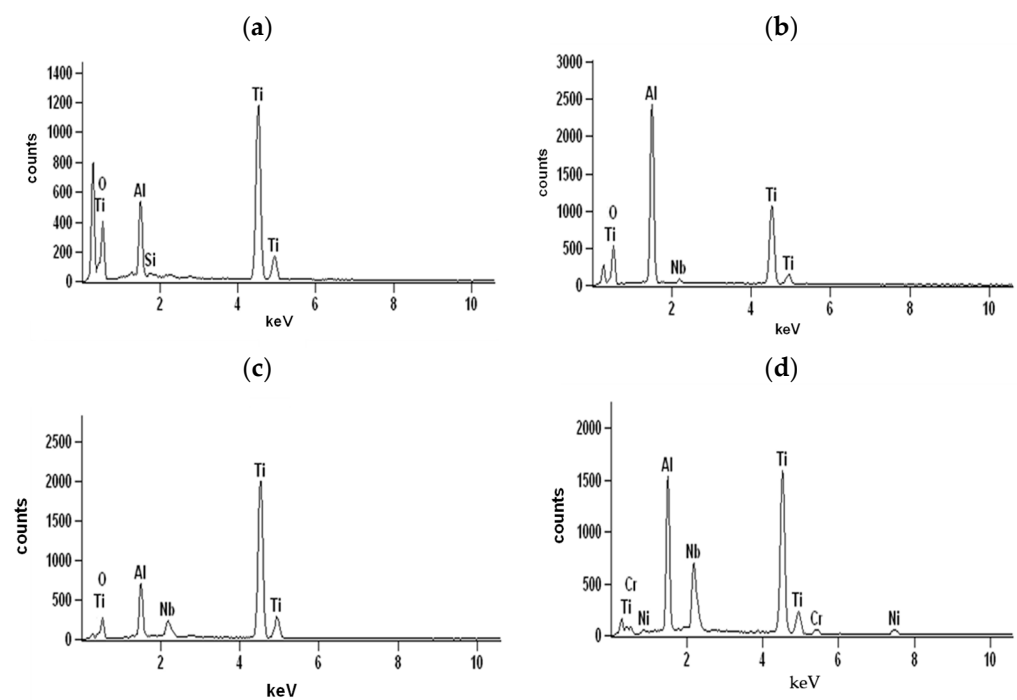 (a)
1400
1200
1000
800
600
400
200
0
counts
O
Ti
Al
Si
Ti
Ti
2
4
6
8
10
keV
(b)
3000
2500
2000
1500
1000
500
0
counts
O
Ti
Al
Nb
Ti
Ti
2
4
6
8
10
keV
(c)
2500
2000
1500
1000
500
0
counts
O
Ti
Al
Nb
Ti
Ti
2
4
6
8
10
keV
(d)
2000
1500
1000
500
0
counts
Cr
Ti
Ni
Al
Nb
Ti
Ti
Cr
Ni
2
4
6
8
10
keV